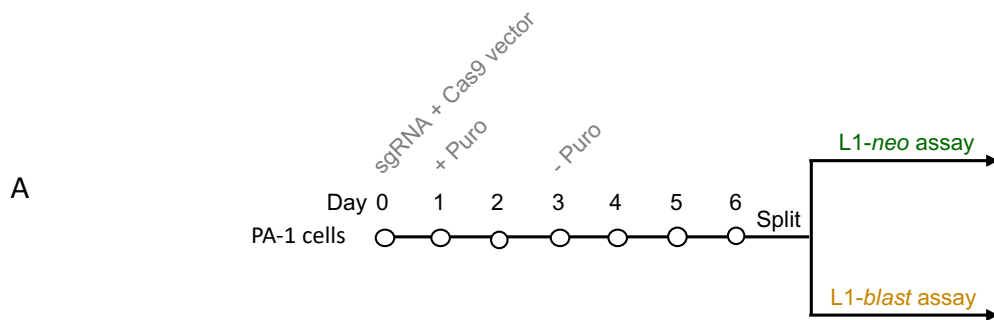 A
sgRNA + Cas9 vector
+ Puro
- Puro
Day 0 1 2 3 4 5 6
PA-1 cells
Split
L1-neo assay
L1-blast assay